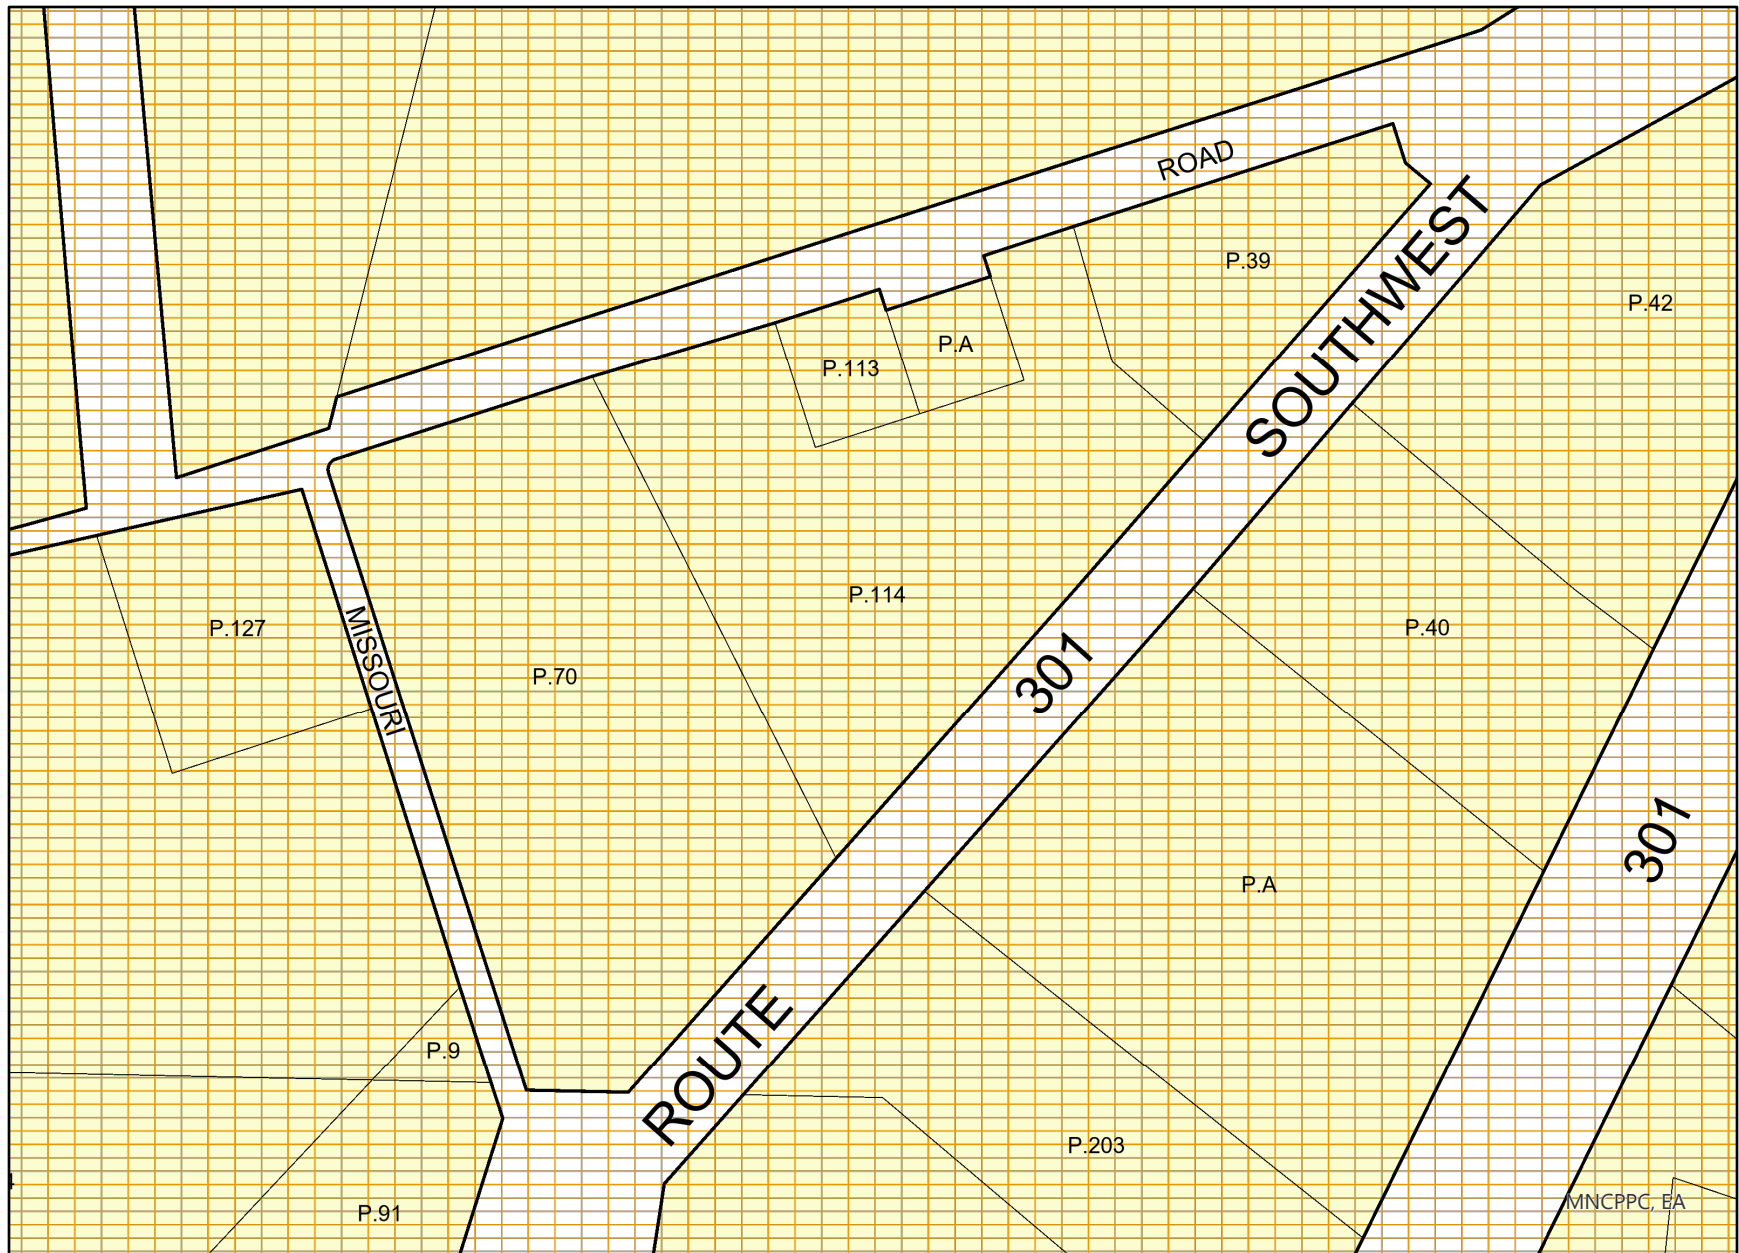 ROAD
P.39
SOUTHWEST
P.42
P.A
P.113
P.114
P.127
MISSOURI
P.70
301
P.40
301
P.A
ROUTE
P.9
P.203
P.91
MNCPPC, EA